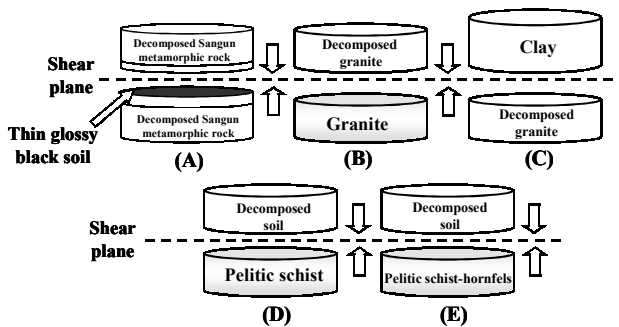 Decomposed Sangun
metamorphic rock
Decomposed
granite
Clay
Shear
plane
Thin glossy
black soil
Decomposed Sangun
metamorphic rock
Granite
Decomposed
granite
(A)
(B)
(C)
Decomposed
soil
Decomposed
soil
Shear
plane
Pelitic schist
Pelitic schist-hornfels
(D)
(E)